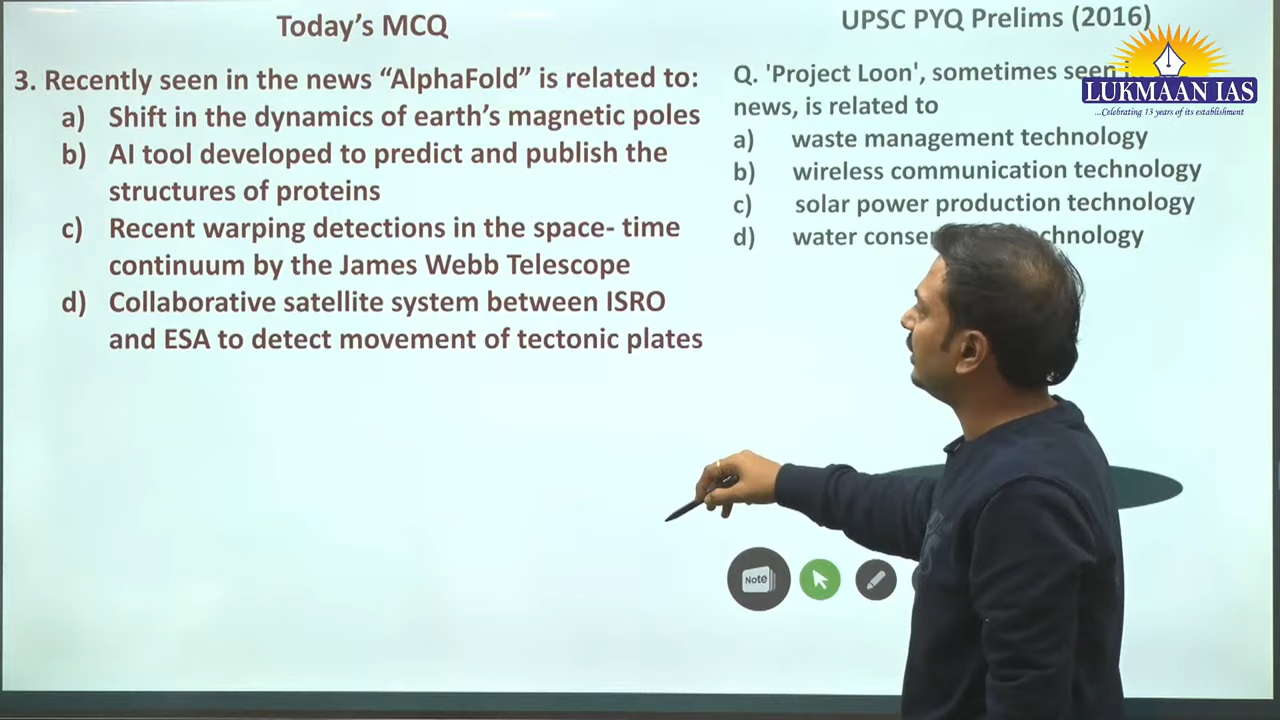 Today's MCQ
3. Recently seen in the news “AlphaFold” is related to:
a) Shift in the dynamics of earth's magnetic poles
b) AI tool developed to predict and publish the
structures of proteins
c) Recent warping detections in the space- time
continuum by the James Webb Telescope
d) Collaborative satellite system between ISRO
and ESA to detect movement of tectonic plates
UPSC PYQ Prelims (2016)
Q. 'Project Loon', sometimes seen
news, is related to
a) waste management technology
b) wireless communication technology
c) solar power production technology
d) water
LUKMAAN IAS
...Celebrating 13 years of its establishment
Note